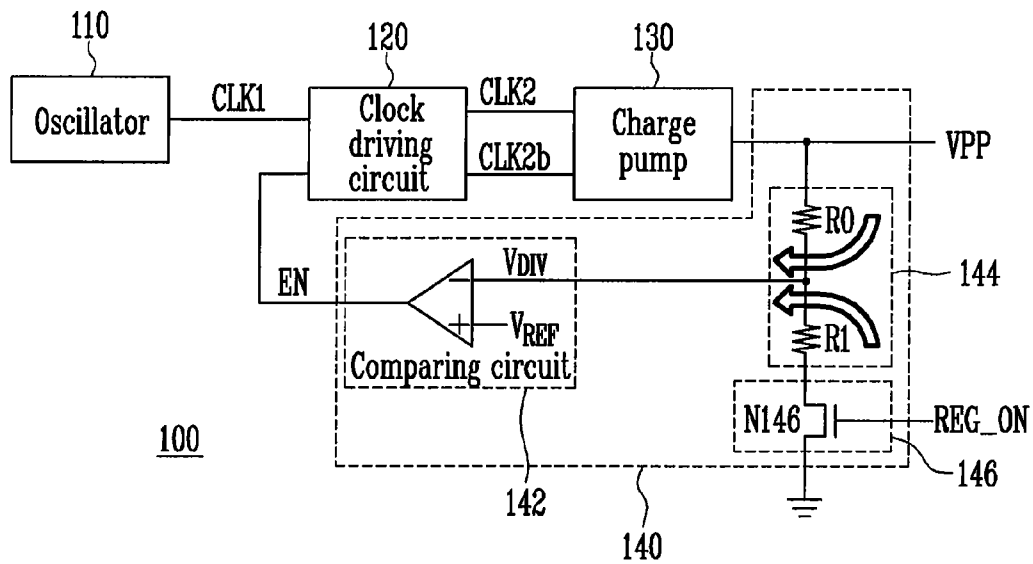 110
120
130
Oscillator
CLK1
Clock
driving
circuit
CLK2
CLK2b
Charge
pump
VPP
R0
144
EN
VDIV
VREF
Comparing circuit
R1
N146
REG_ON
100
142
146
140